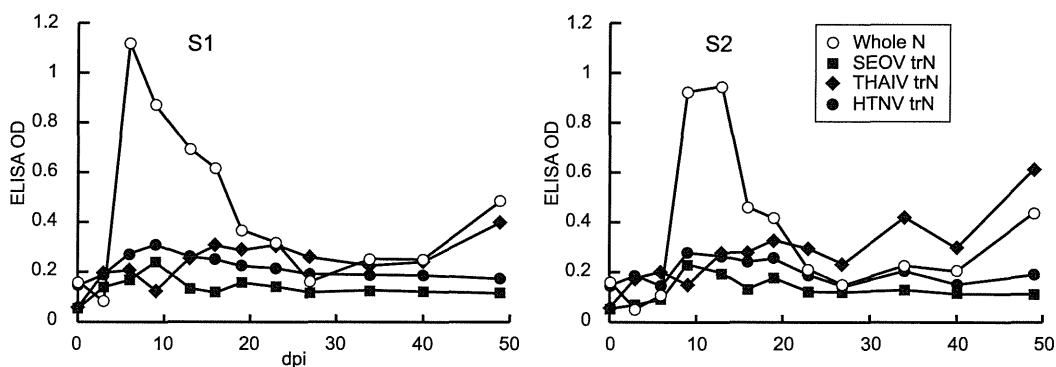 S1
1.2
1
0.8
0.6
0.4
0.2
0
ELISA OD
0 10 20 30 40 50
dpi
S2
Whole N
SEOV trN
THAIV trN
HTNV trN
1.2
1
0.8
0.6
0.4
0.2
0
ELISA OD
0 10 20 30 40 50